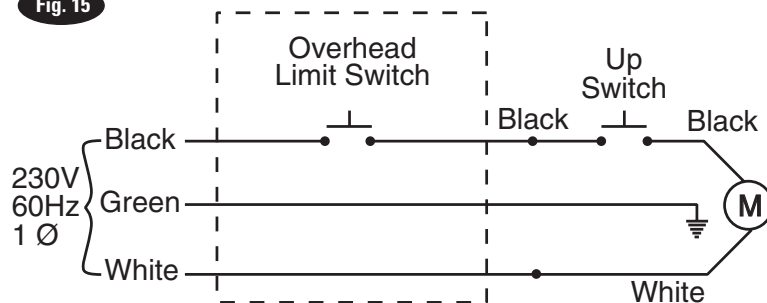 Fig. 15
Overhead
Limit Switch
Up
Switch
Black
Black
Black
230V
60Hz
1 Ø
Green
M
White
White